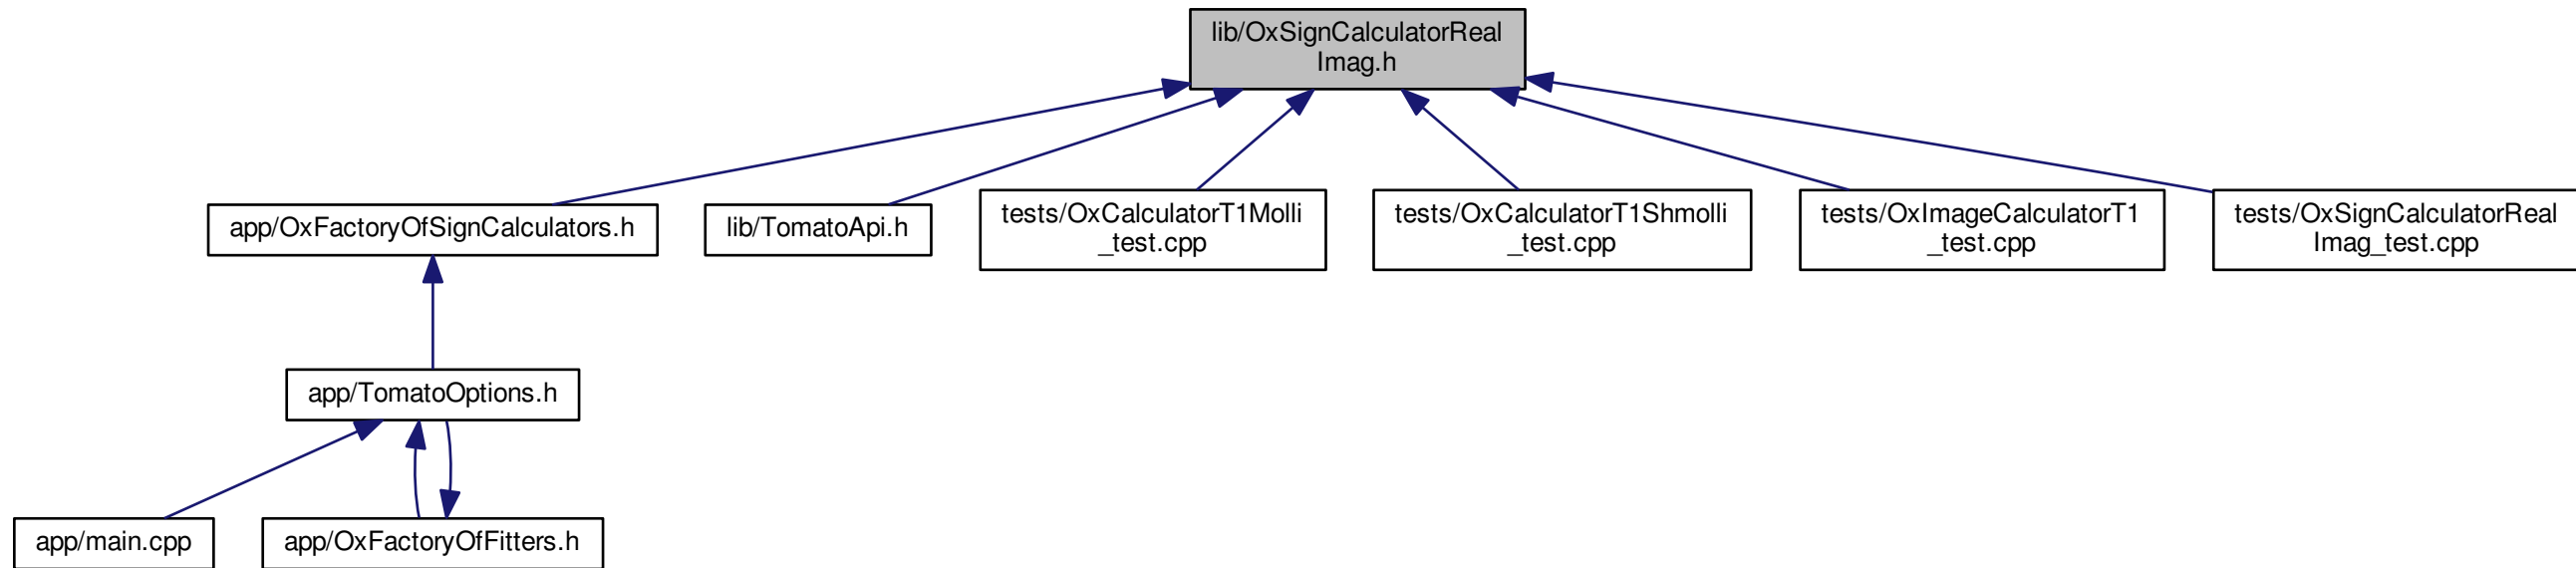 lib/OxSignCalculatorReal
Imag.h
app/OxFactoryOfSignCalculators.h
lib/TomatoApi.h
tests/OxCalculatorT1Molli
_test.cpp
tests/OxCalculatorT1Shmolli
_test.cpp
tests/OxImageCalculatorT1
_test.cpp
tests/OxSignCalculatorReal
Imag_test.cpp
app/TomatoOptions.h
app/main.cpp
app/OxFactoryOfFitters.h